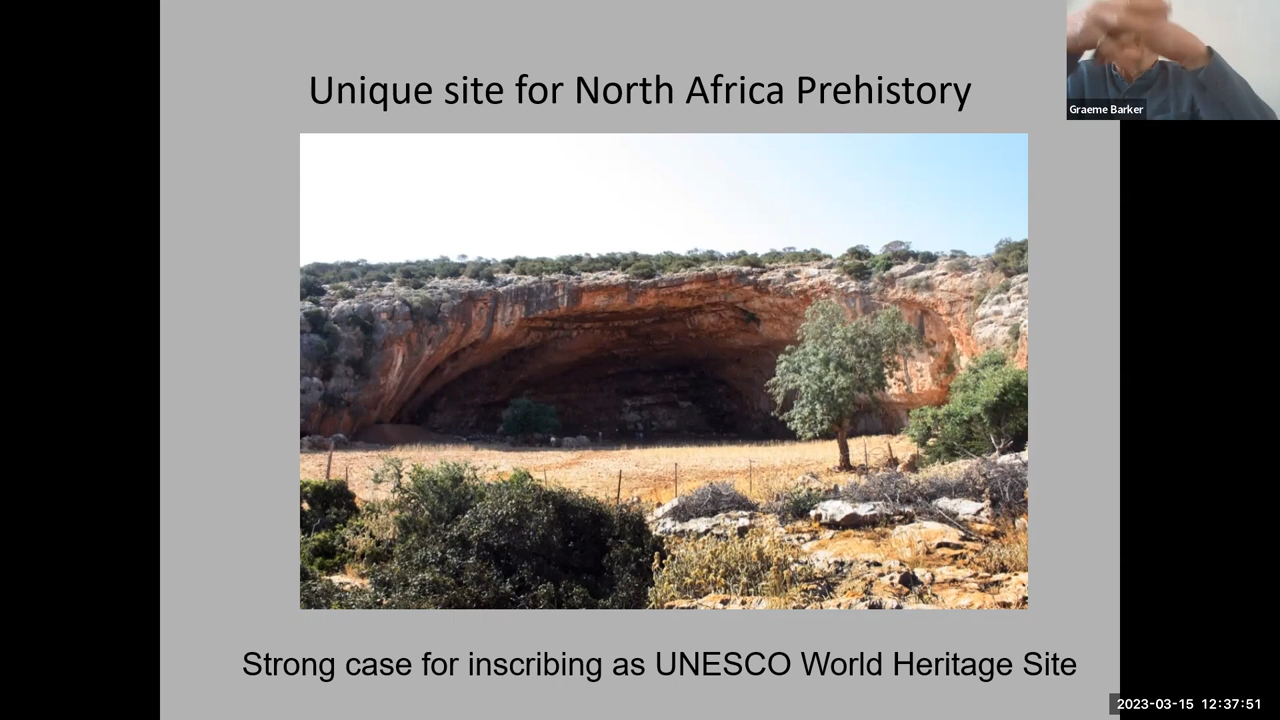 Unique site for North Africa Prehistory
Graeme Barker
Strong case for inscribing as UNESCO World Heritage Site
2023-03-15 12:37:51